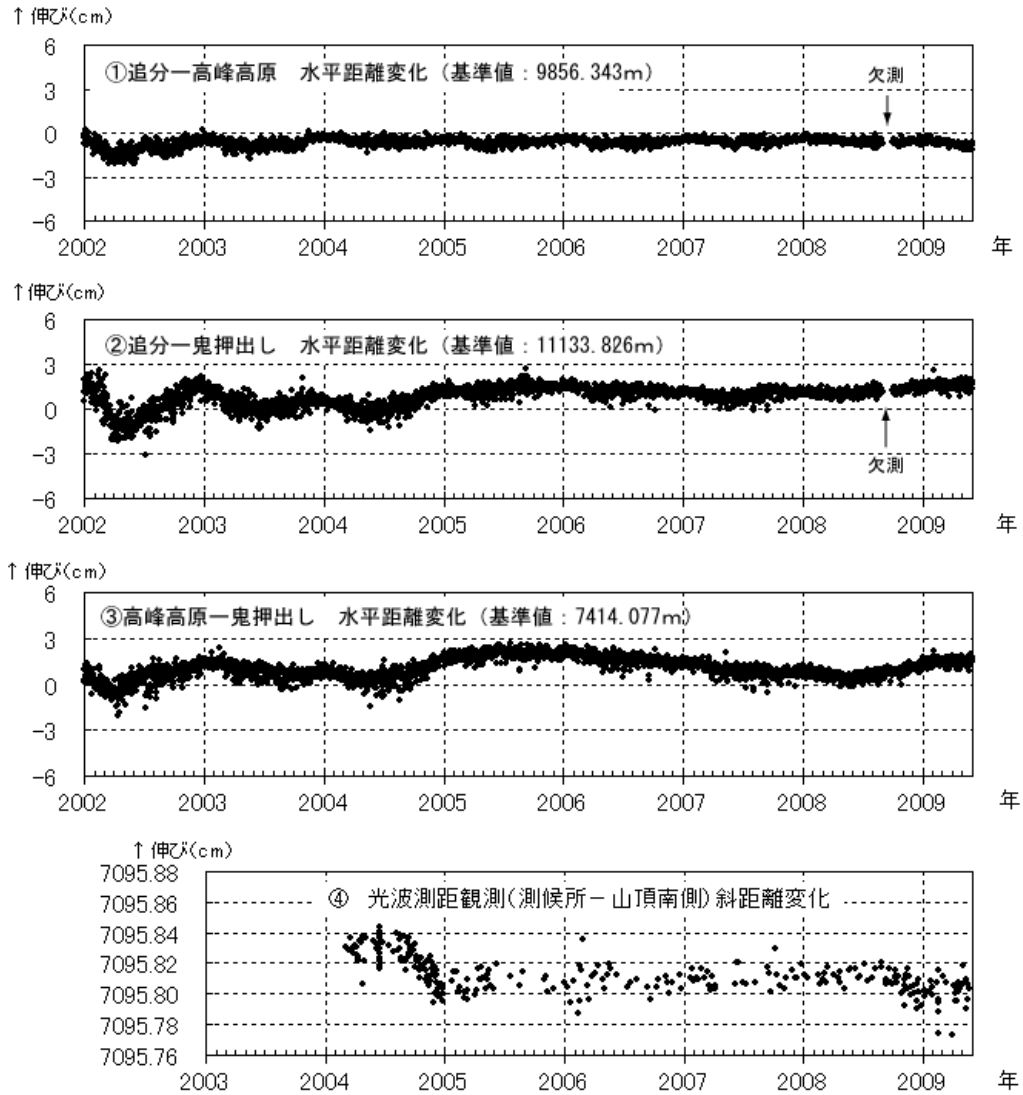 ↑伸び(cm)
6
①追分－高峰高原　水平距離変化（基準値：9856.343ｍ）
欠測
3
0
-3
-6
2002 2003 2004 2005 2006 2007 2008 2009 年
↑伸び(cm)
6
②追分－鬼押出し　水平距離変化（基準値：11133.826ｍ）
3
0
-3
欠測
-6
2002 2003 2004 2005 2006 2007 2008 2009 年
↑伸び(cm)
6
③高峰高原－鬼押出し　水平距離変化（基準値：7414.077ｍ）
3
0
-3
-6
2002 2003 2004 2005 2006 2007 2008 2009 年
↑伸び(cm)
7095.88
④　光波測距観測(測候所－山頂南側)斜距離変化
7095.86
7095.84
7095.82
7095.80
7095.78
7095.76
2003 2004 2005 2006 2007 2008 2009 年